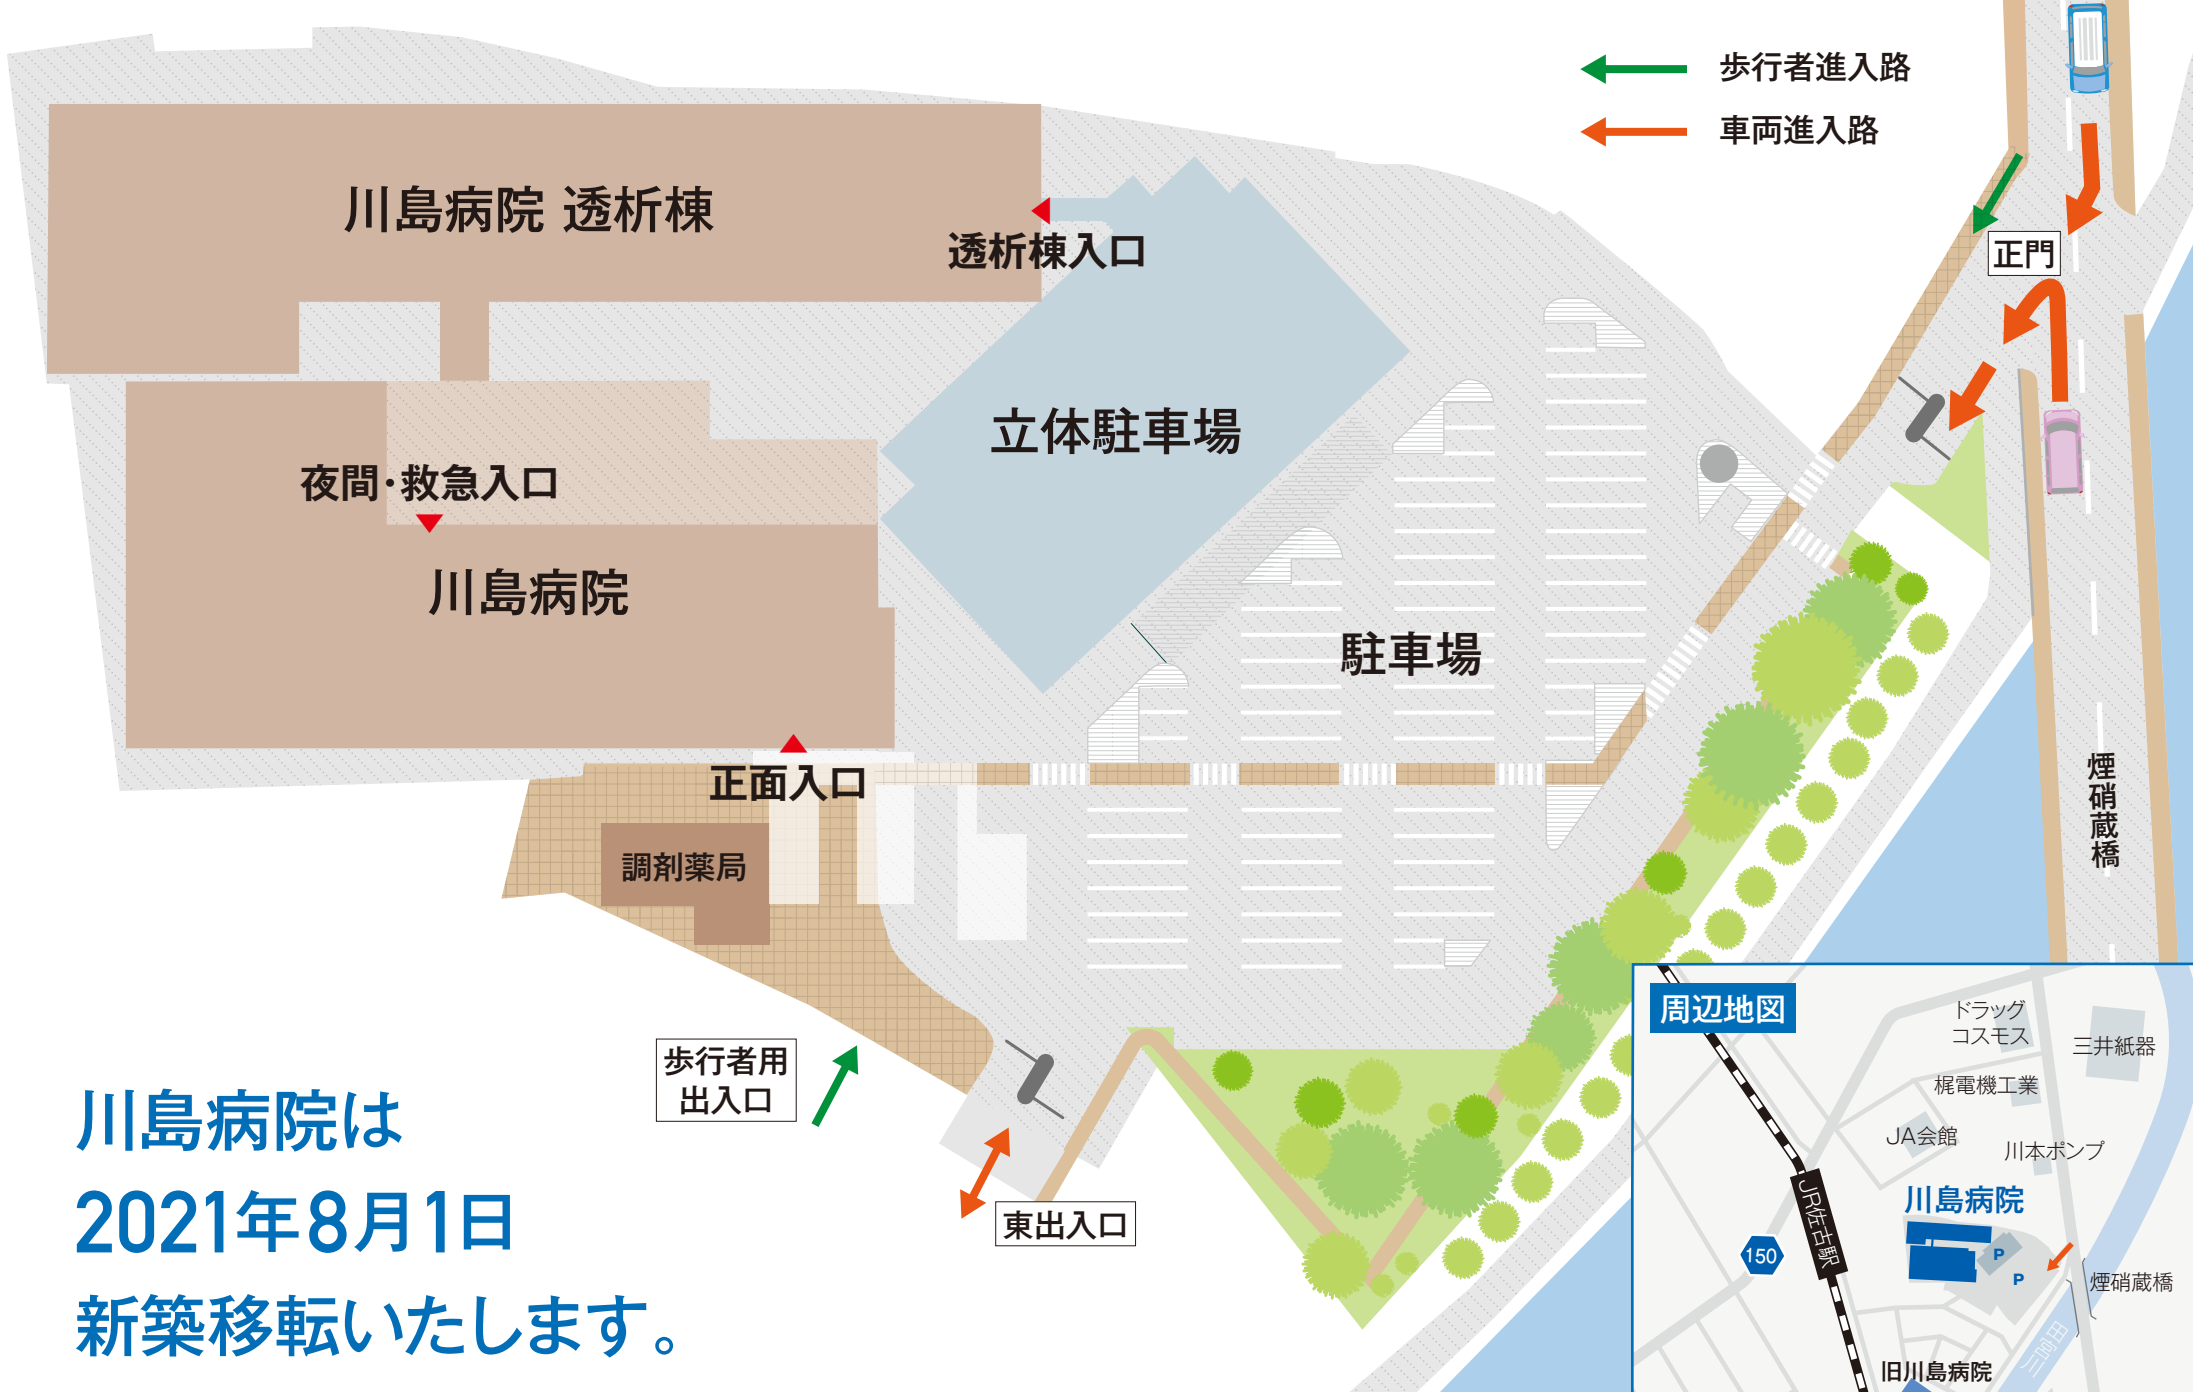 歩行者進入路
車両進入路
川島病院 透析棟
透析棟入口
正門
立体駐車場
夜間・救急入口
川島病院
駐車場
正面入口
調剤薬局
煙硝蔵橋
歩行者用
出入口
東出入口
川島病院は
2021年8月1日
新築移転いたします。
周辺地図
ドラッグ
コスモス
三井紙器
梶電機工業
JA会館
川本ポンプ
川島病院
JR佐古駅
150
P
P
煙硝蔵橋
旧川島病院